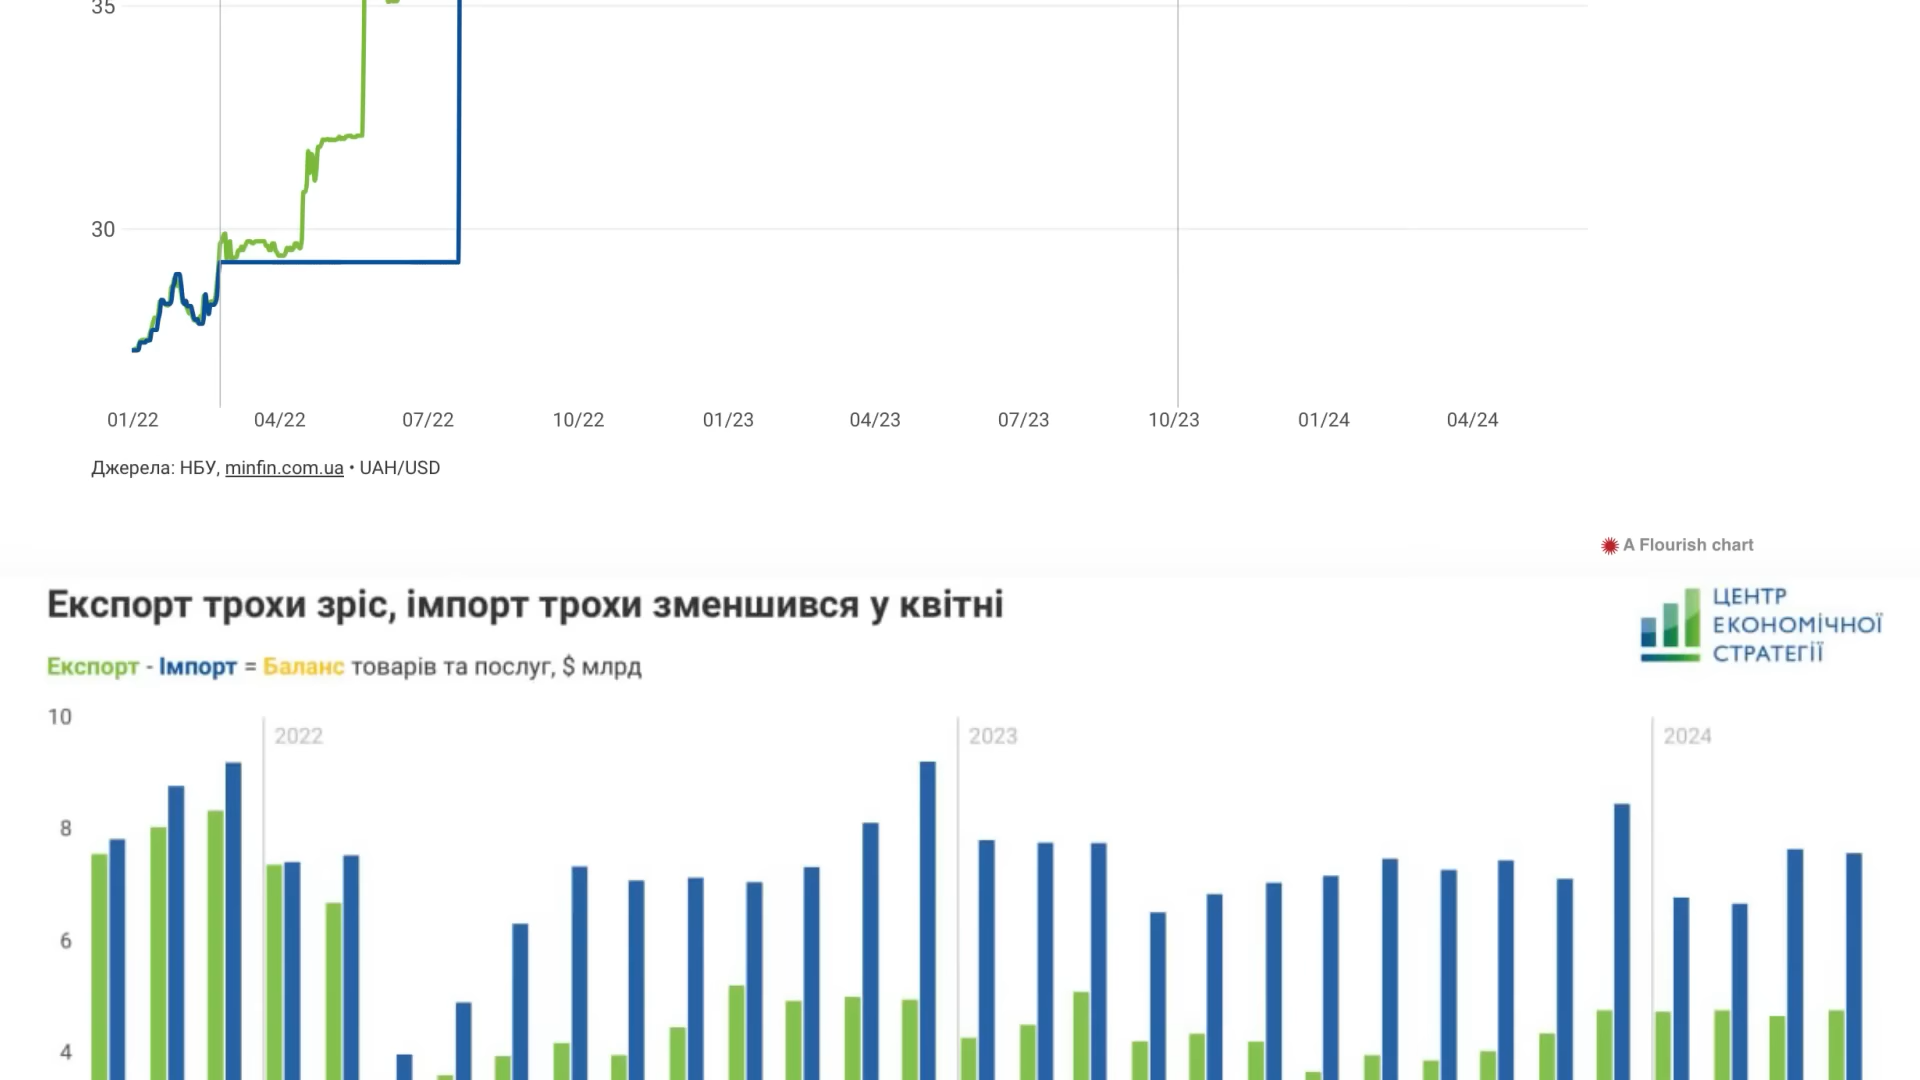 35
30
01/22 04/22 07/22 10/22 01/23 04/23 07/23 10/23 01/24 04/24
Джерела: НБУ, minfin.com.ua • UAH/USD
A Flourish chart
Експорт трохи зріс, імпорт трохи зменшився у квітні
ЦЕНТР
ЕКОНОМІЧНОЇ
СТРАТЕГІЇ
Експорт - Імпорт = Баланс товарів та послуг, $ млрд
10
2022 2023 2024
8
6
4